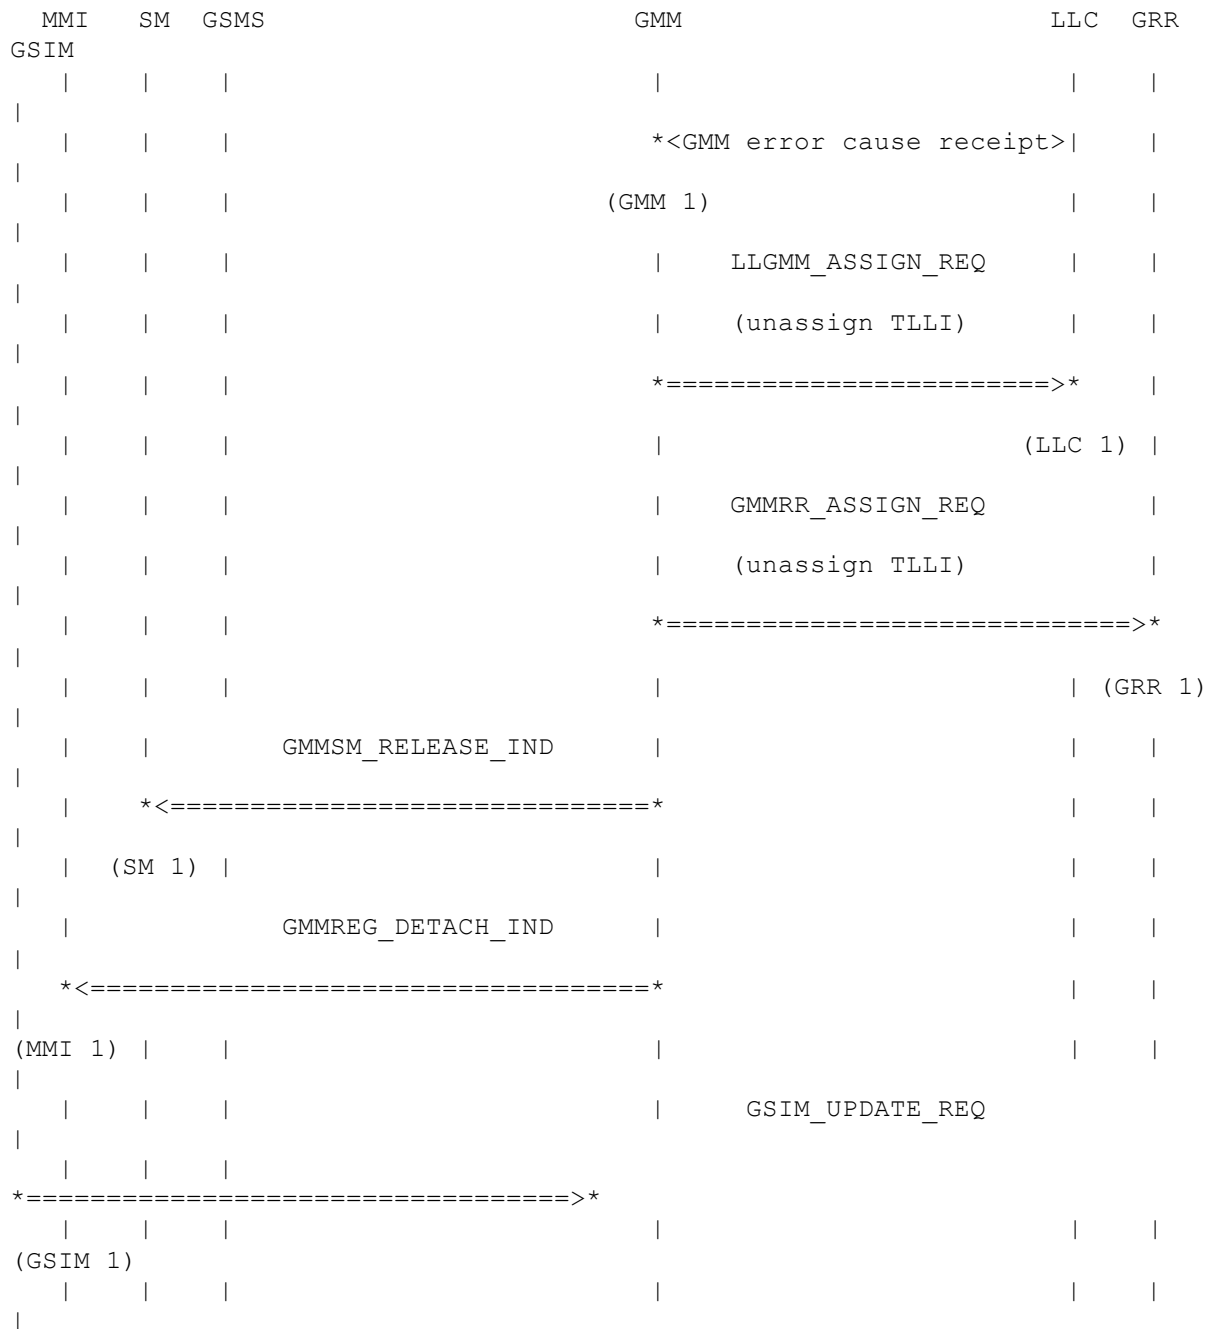 MMI SM GSMS GMM LLC GRR
GSIM
| | | | | |
|
| | | *<GMM error cause receipt>| |
|
| | | (GMM 1) | |
|
| | | | LLGMM_ASSIGN_REQ | |
|
| | | | (unassign TLLI) | |
|
| | | *========================>* |
|
| | | | (LLC 1) |
|
| | | | GMMRR_ASSIGN_REQ |
|
| | | | (unassign TLLI) |
|
| | | *=============================>*
|
| | | | | (GRR 1)
|
| | GMMSM_RELEASE_IND | | |
|
| *<==============================* | |
|
| (SM 1) | | | |
|
| GMMREG_DETACH_IND | | |
|
*<===================================* | |
|
(MMI 1) | | | | |
|
| | | | GSIM_UPDATE_REQ
|
| | |
*==================================>*
| | | | | |
(GSIM 1)
| | | | | |
|